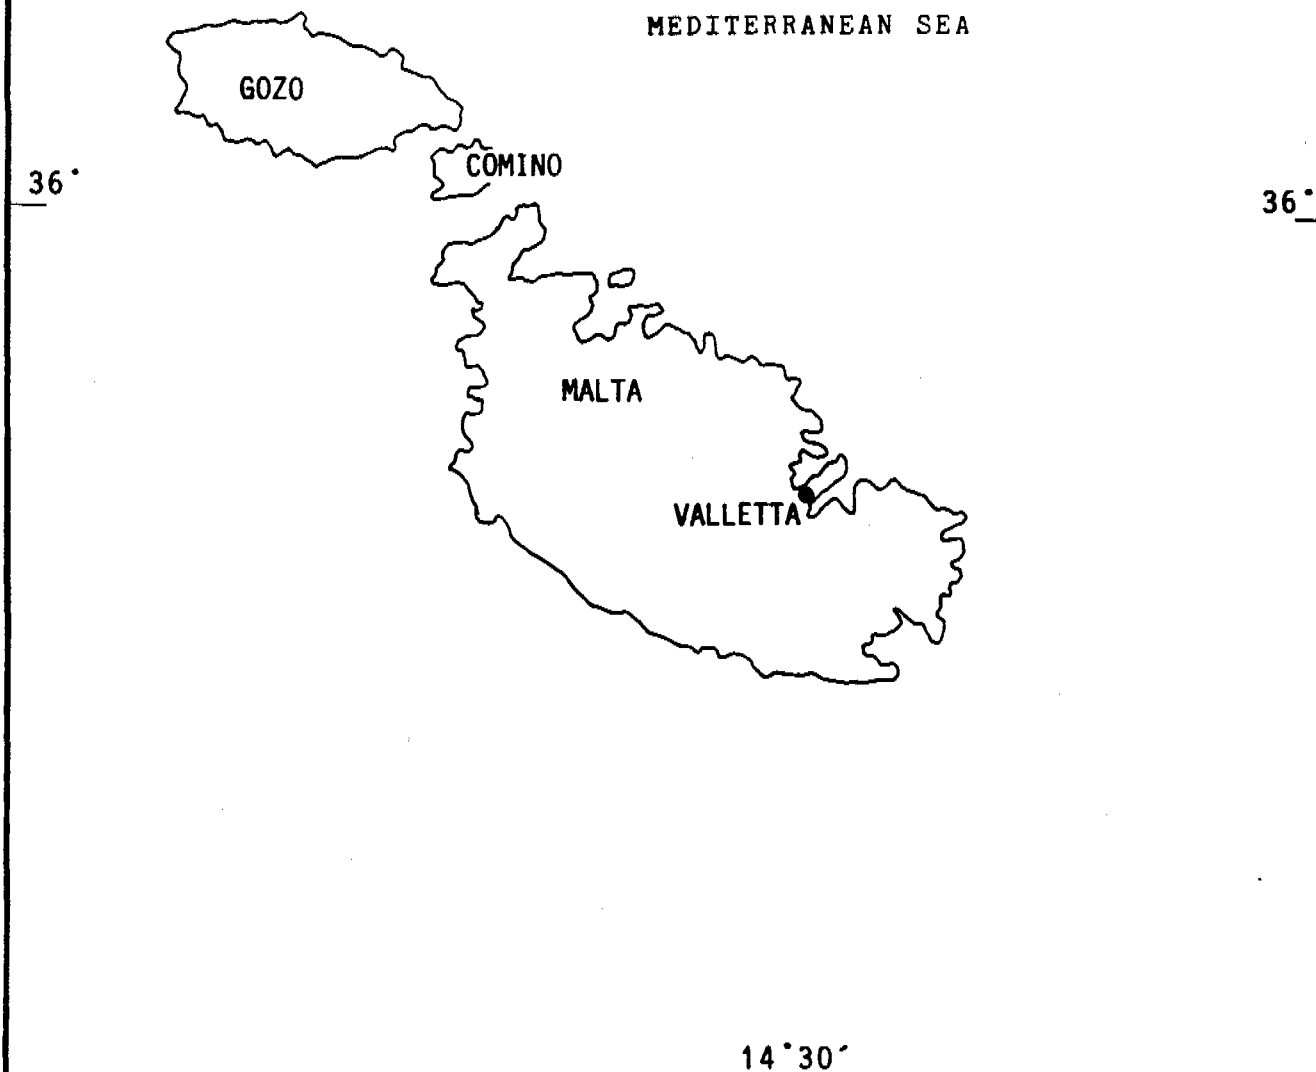 MEDITERRANEAN SEA
GOZO
COMINO
36°
36°
MALTA
VALLETTA
14°30´